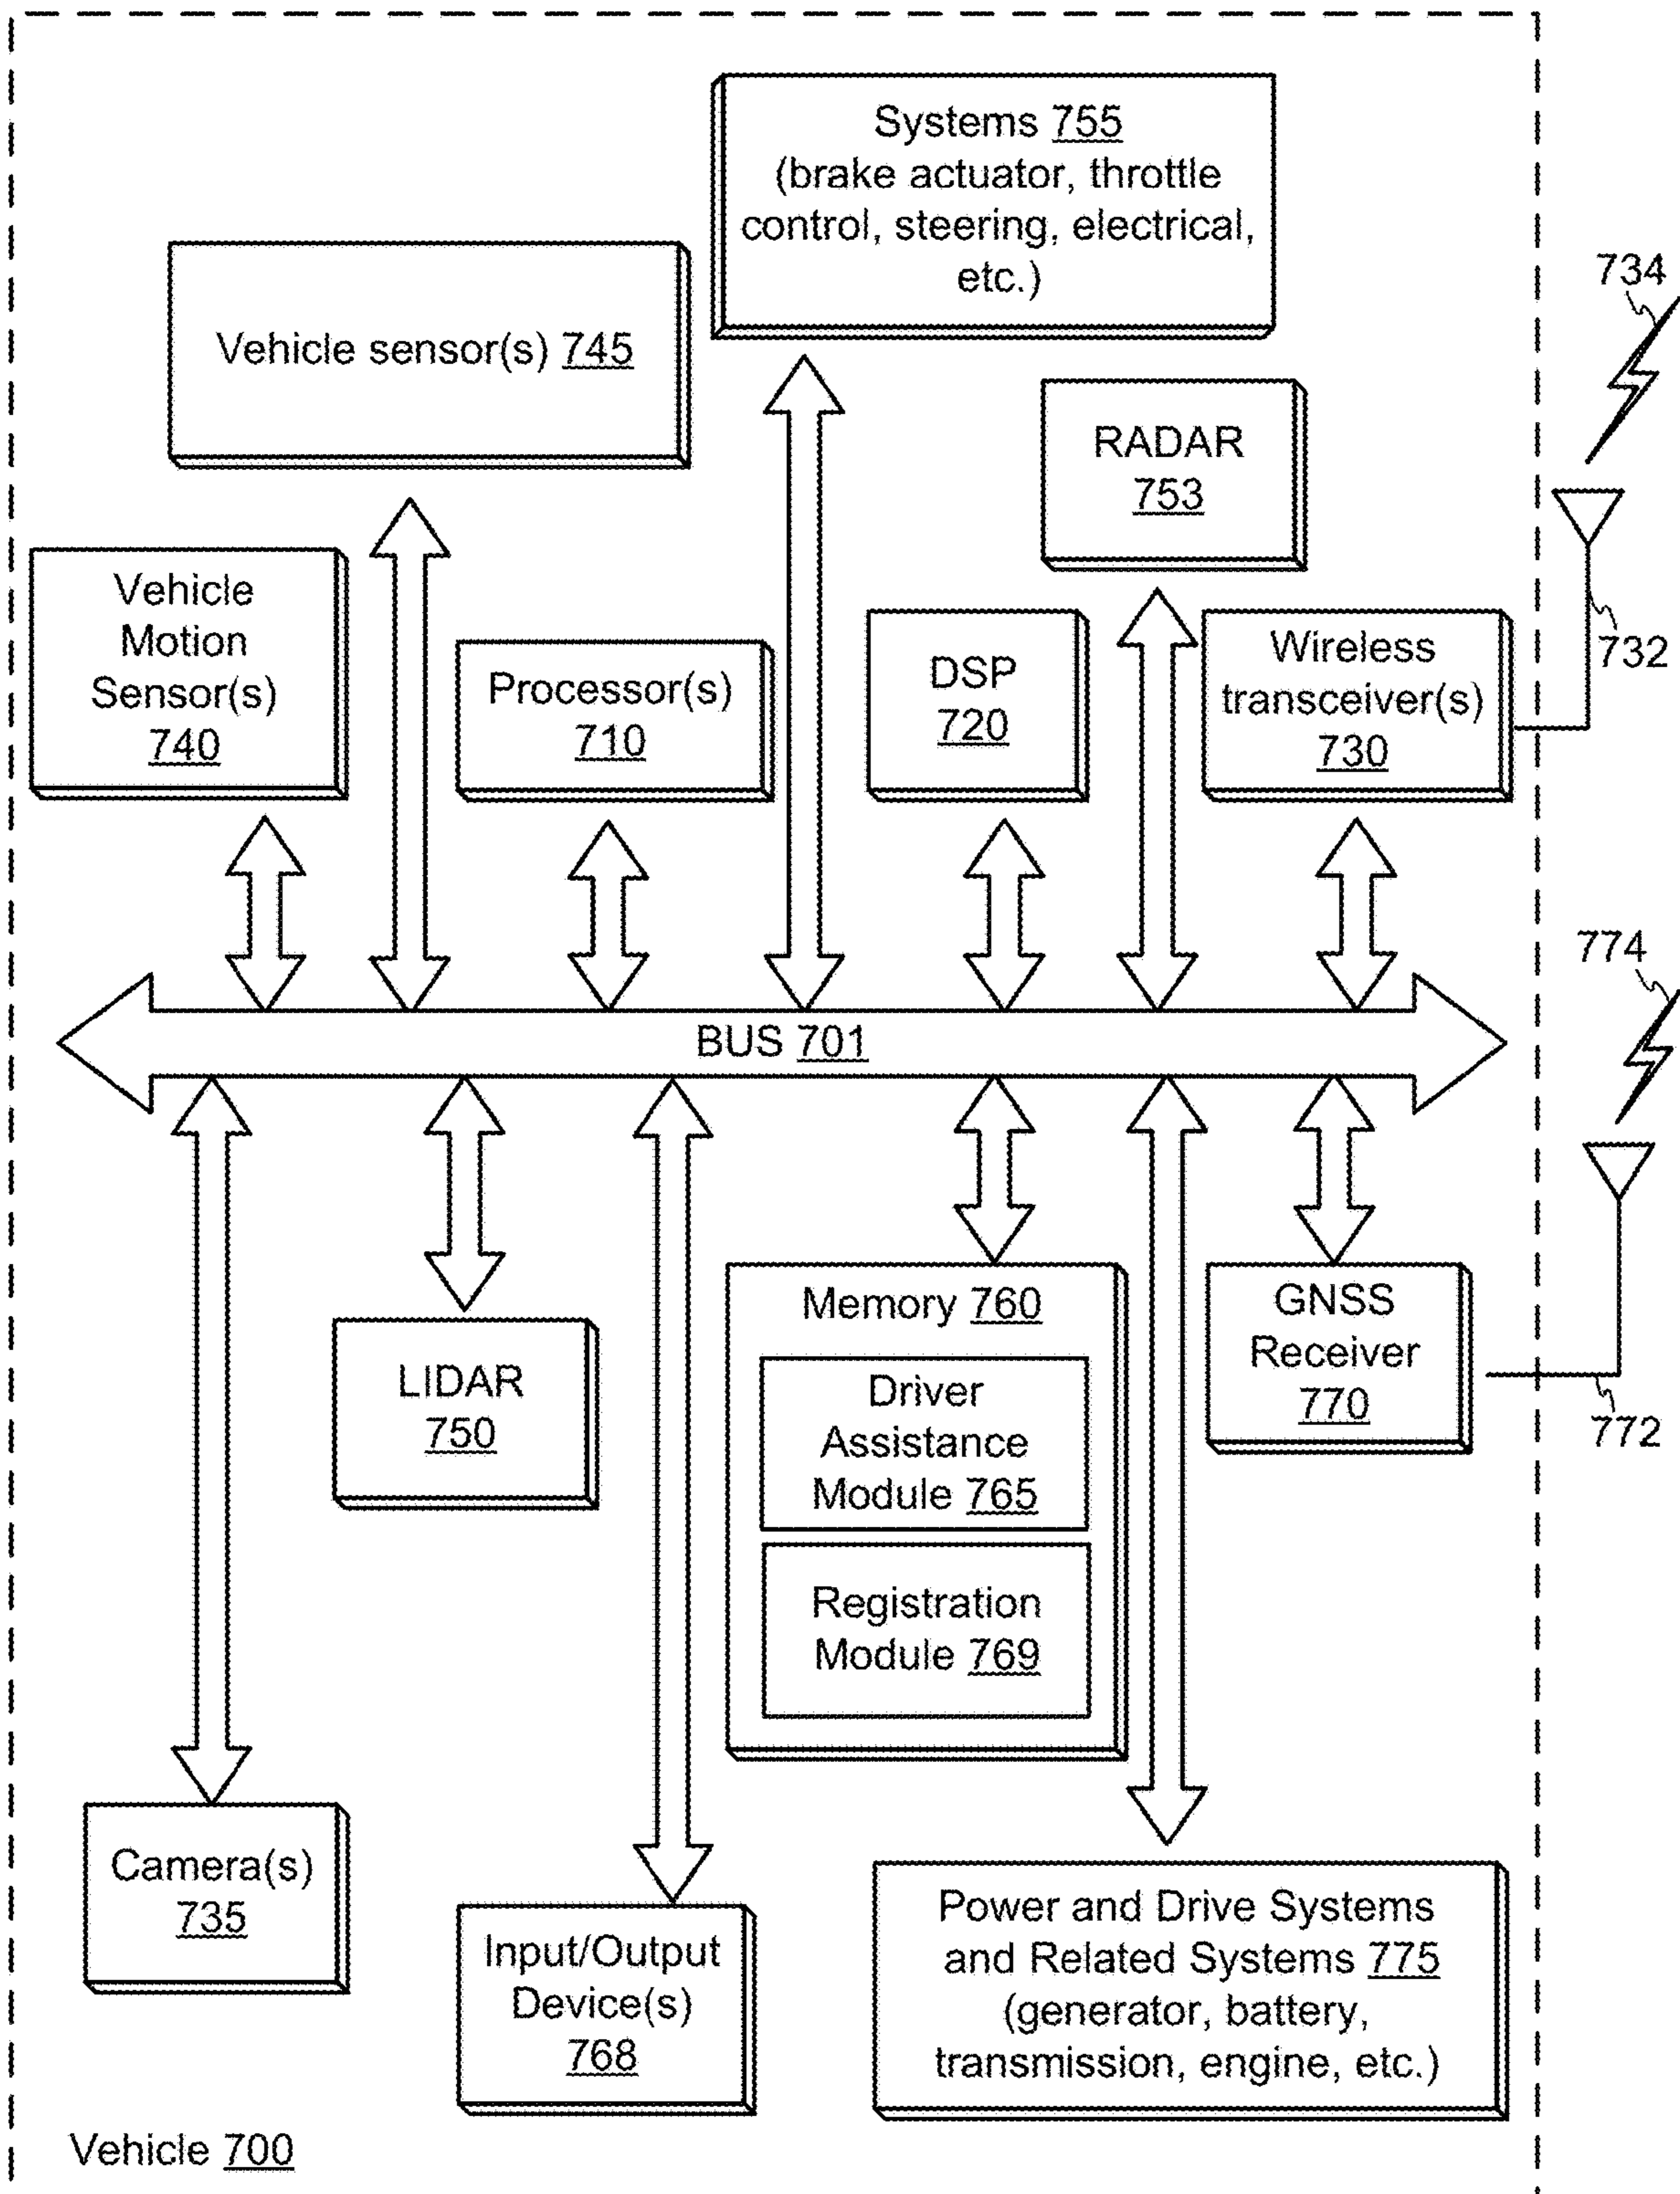 Systems 755
(brake actuator, throttle
control, steering, electrical,
etc.)
734
Vehicle sensor(s) 745
RADAR
753
Vehicle
Motion
Sensor(s)
740
Processor(s)
710
DSP
720
Wireless
transceiver(s)
730
732
774
BUS 701
Memory 760
Driver
Assistance
Module 765
Registration
Module 769
GNSS
Receiver
770
772
LIDAR
750
Camera(s)
735
Input/Output
Device(s)
768
Power and Drive Systems
and Related Systems 775
(generator, battery,
transmission, engine, etc.)
Vehicle 700